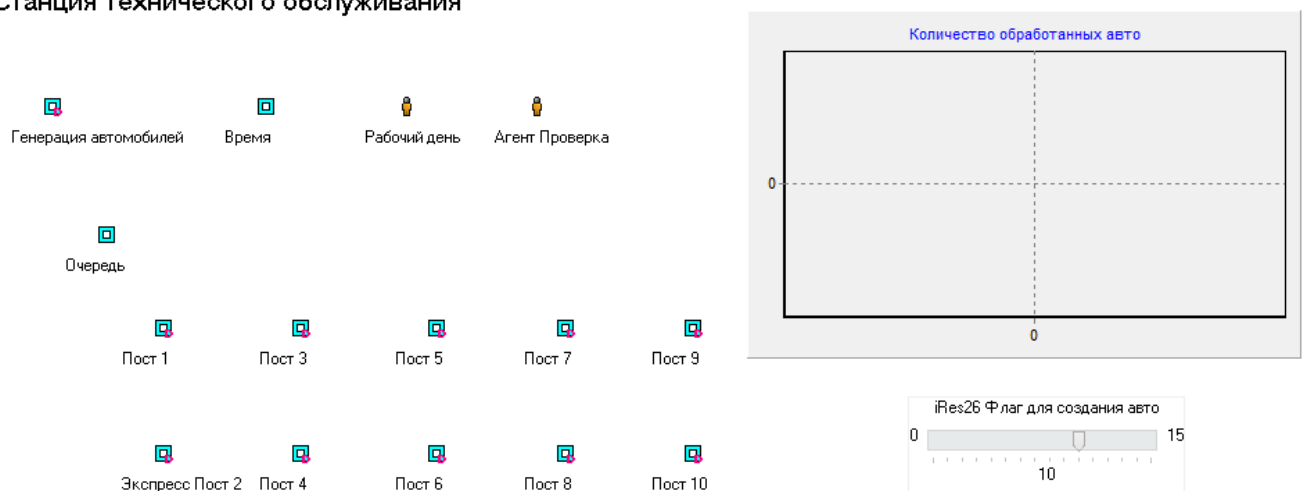 Станция технического обслуживания
Количество обработанных авто
Генерация автомобилей
Время
Рабочий день
Агент Проверка
0
0
Очередь
Пост 1
Пост 3
Пост 5
Пост 7
Пост 9
iRes26 Флаг для создания авто
0
15
10
Экспресс Пост 2
Пост 4
Пост 6
Пост 8
Пост 10